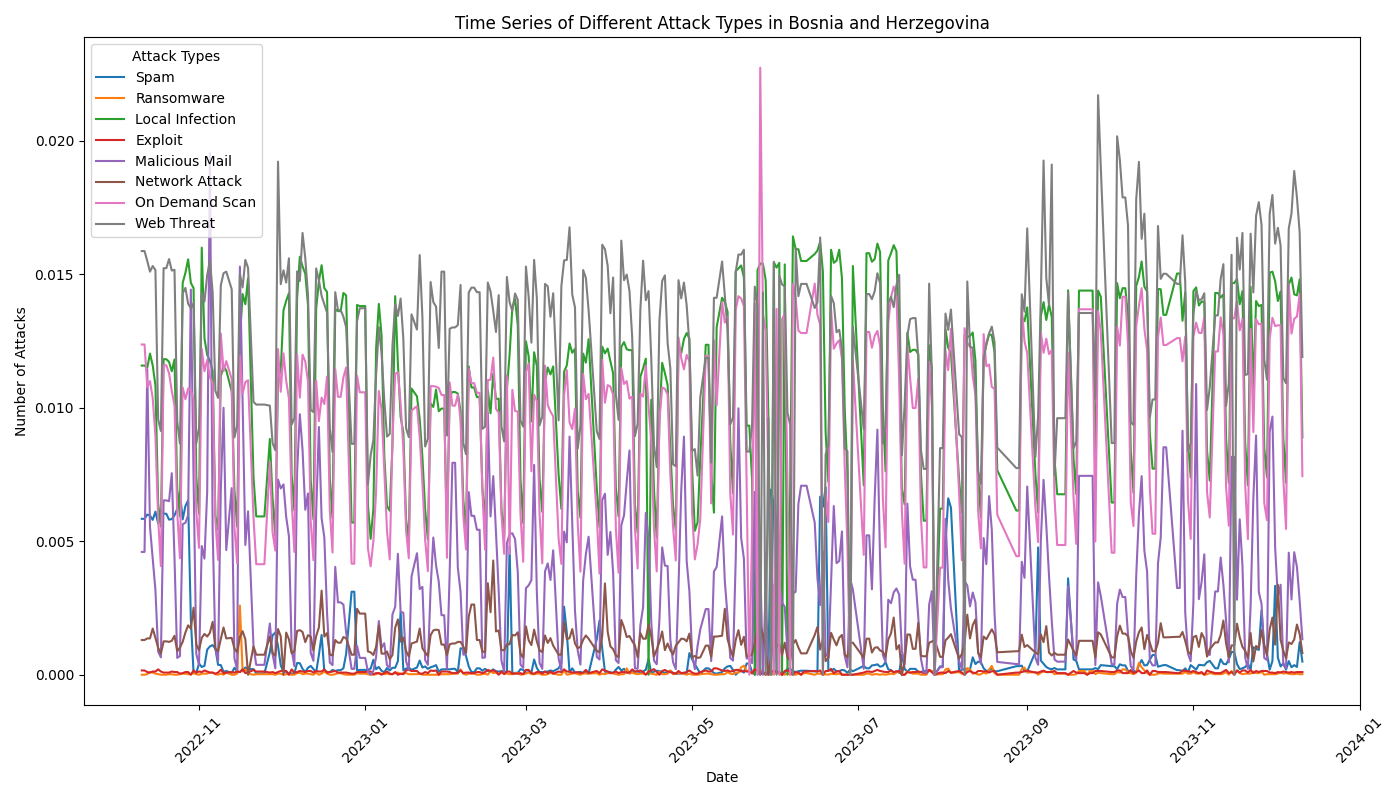 Time Series of Different Attack Types in Bosnia and Herzegovina
Attack Types
Spam
Ransomware
Local Infection
Exploit
Malicious Mail
Network Attack
On Demand Scan
Web Threat
Number of Attacks
0.020
0.015
0.010
0.005
0.000
2022-11
2023-01
2023-03
2023-05
2023-07
2023-09
2023-11
2024-01
Date